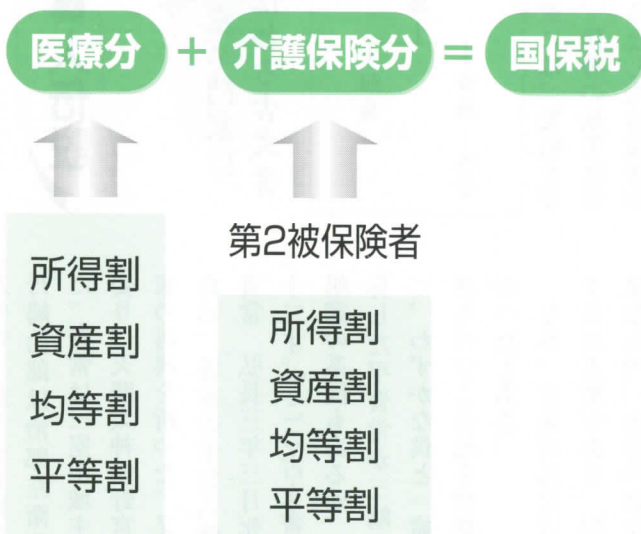 医療分 + 介護保険分 = 国保税
所得割
資産割
均等割
平等割
第2被保険者
所得割
資産割
均等割
平等割